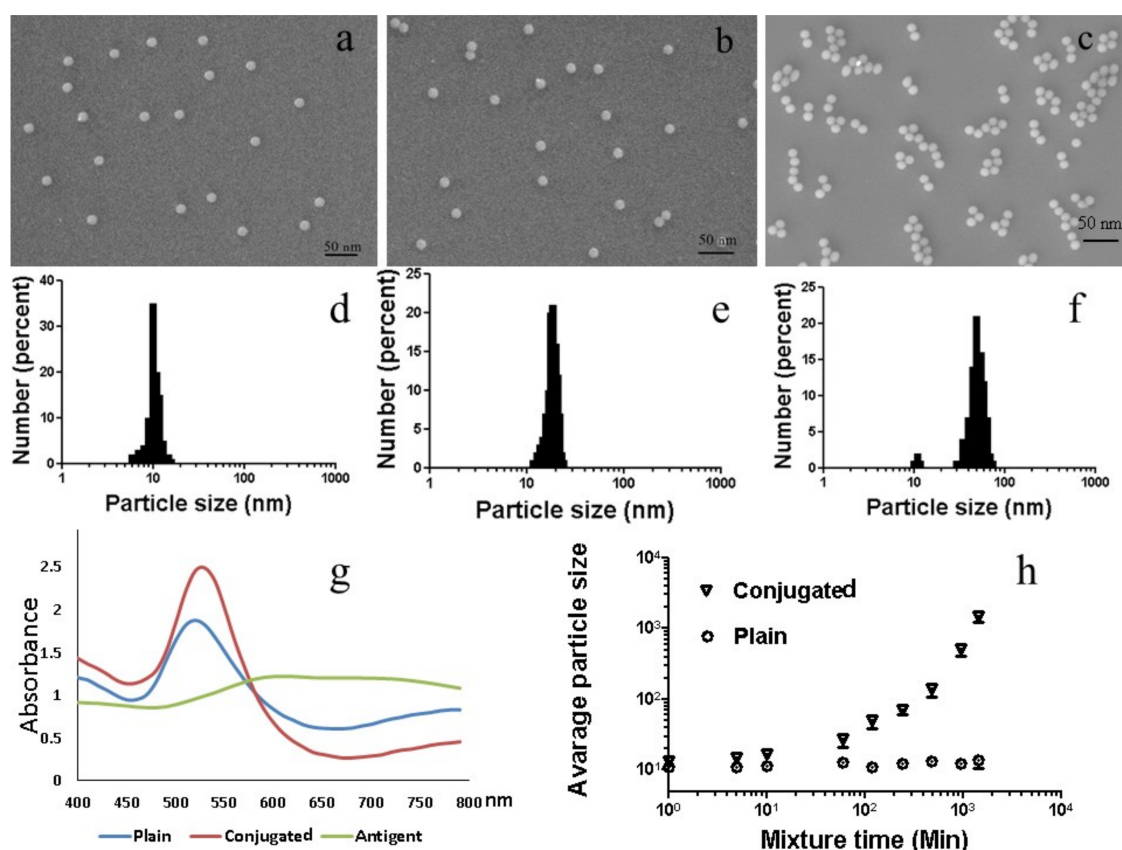 a
b
c
50 nm
50 nm
50 nm
Number (percent)
40
30
20
10
0
1
10
100
1000
Particle size (nm)
d
Number (percent)
25
20
15
10
5
0
1
10
100
1000
Particle size (nm)
e
Number (percent)
25
20
15
10
5
0
1
10
100
1000
Particle size (nm)
f
g
Absorbance
2.5
2
1.5
1
0.5
0
400 450 500 550 600 650 700 750 800 nm
Plain Conjugated Antigent
h
Avarage particle size
10⁴
10³
10²
10¹
Conjugated
Plain
10⁰ 10¹ 10² 10³ 10⁴
Mixture time (Min)